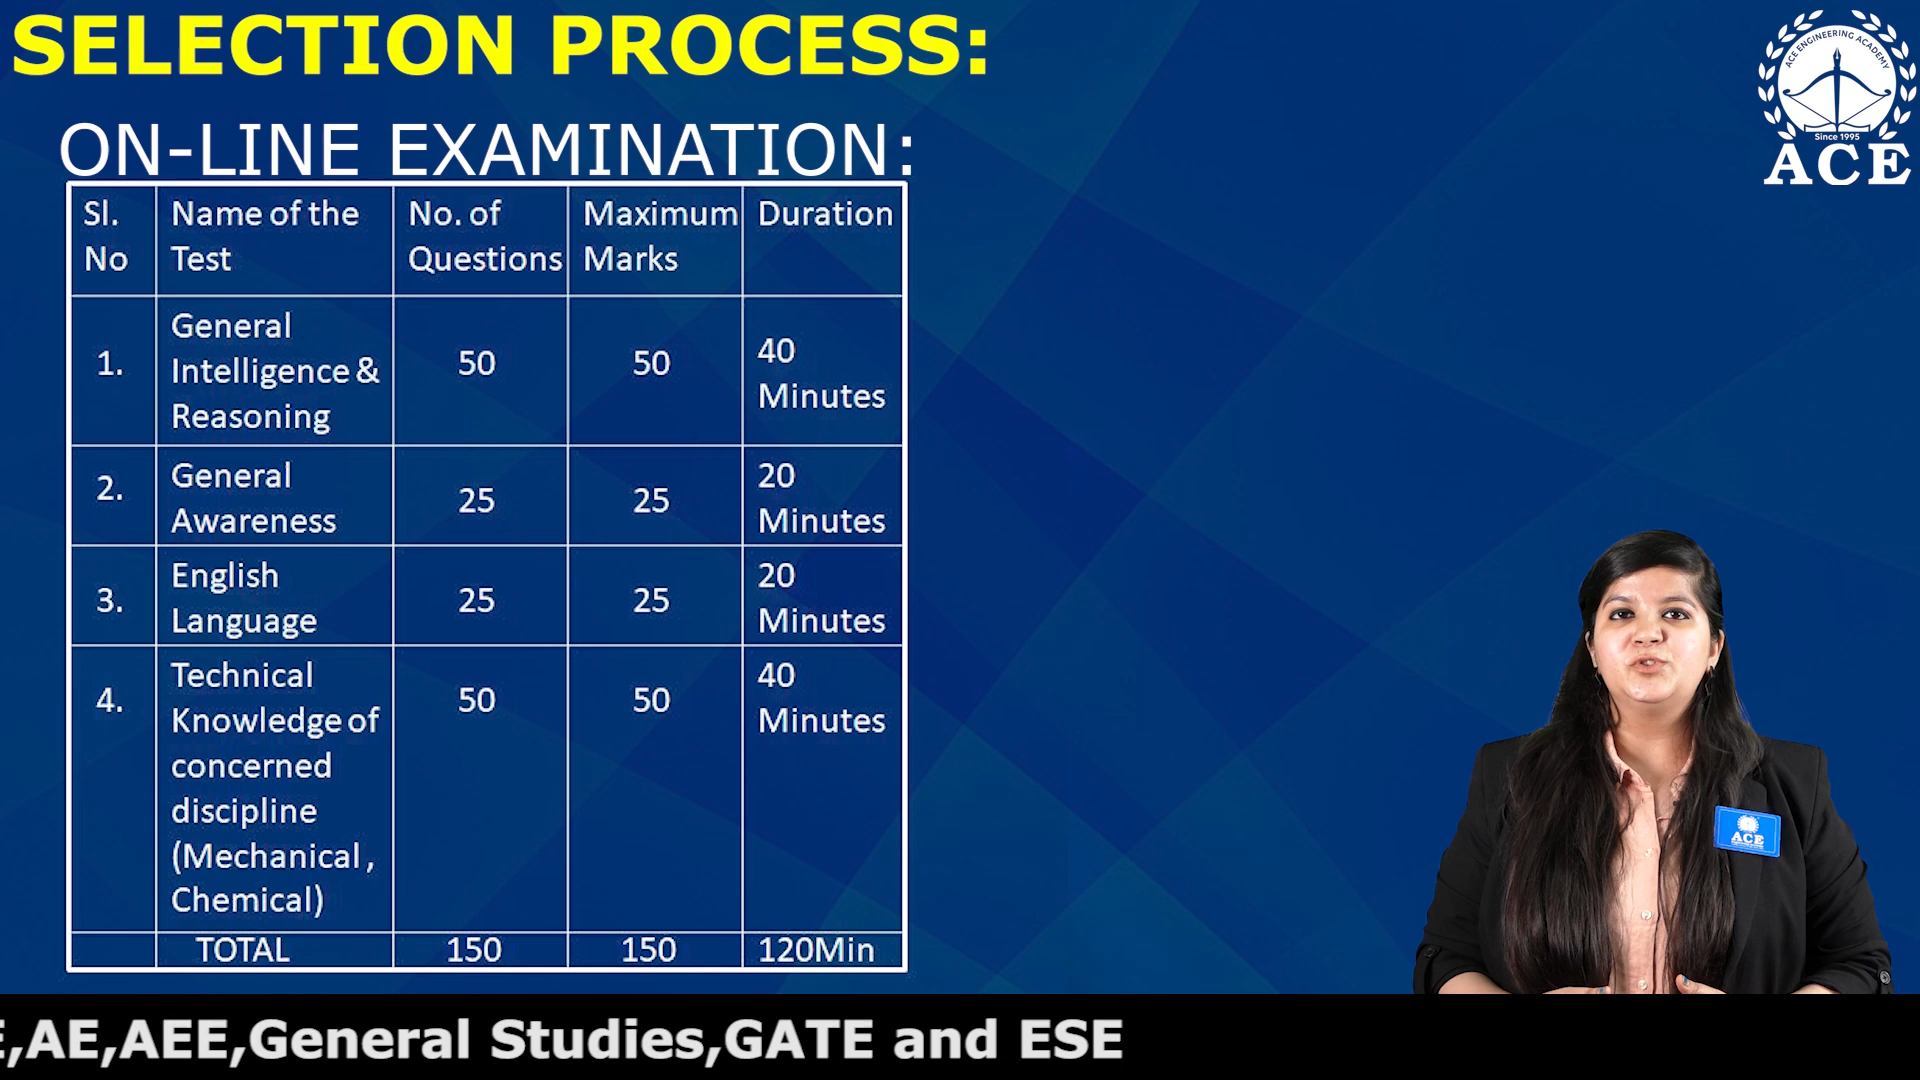 SELECTION PROCESS:
ON-LINE EXAMINATION:
Sl. No	Name of the Test	No. of Questions	Maximum Marks	Duration
1.	General Intelligence & Reasoning	50	50	40 Minutes
2.	General Awareness	25	25	20 Minutes
3.	English Language	25	25	20 Minutes
4.	Technical Knowledge of concerned discipline (Mechanical , Chemical)	50	50	40 Minutes
TOTAL	150	150	120Min
ACE ENGINEERING ACADEMY
Since 1995
ACE
ACE
,AE,AEE,General Studies,GATE and ESE